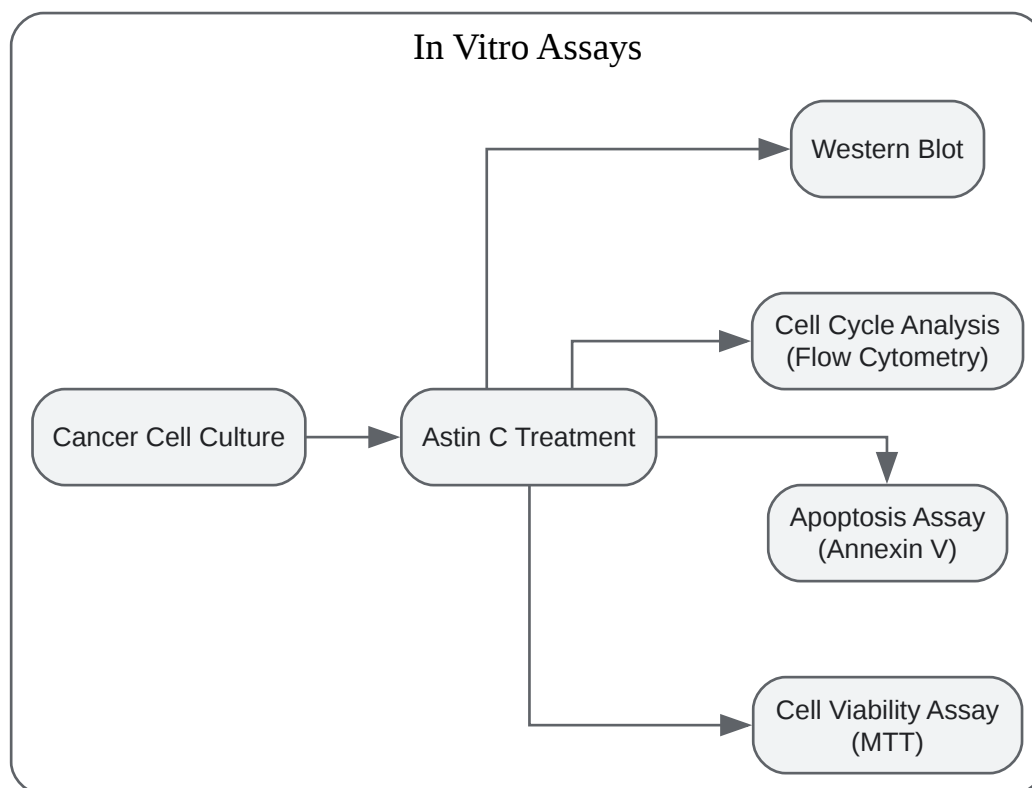 In Vitro Assays
Western Blot
Cell Cycle Analysis
(Flow Cytometry)
Cancer Cell Culture
Astin C Treatment
Apoptosis Assay
(Annexin V)
Cell Viability Assay
(MTT)